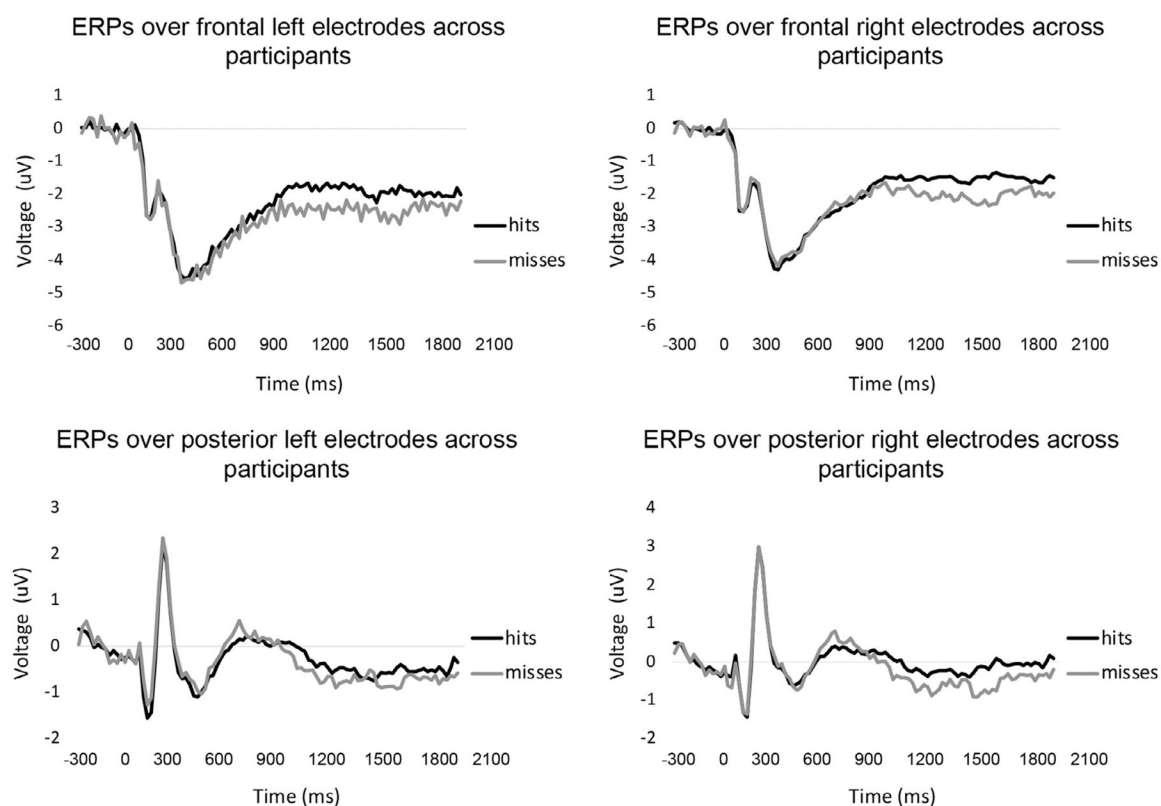 ERPs over frontal left electrodes across
participants
1
0
-1
-2
-3
-4
-5
-6
Voltage (uV)
hits
misses
-300 0 300 600 900 1200 1500 1800 2100
Time (ms)
ERPs over frontal right electrodes across
participants
1
0
-1
-2
-3
-4
-5
-6
Voltage (uV)
hits
misses
-300 0 300 600 900 1200 1500 1800 2100
Time (ms)
ERPs over posterior left electrodes across
participants
3
2
1
0
-1
-2
Voltage (uV)
hits
misses
-300 0 300 600 900 1200 1500 1800 2100
Time (ms)
ERPs over posterior right electrodes across
participants
4
3
2
1
0
-1
-2
Voltage (uV)
hits
misses
-300 0 300 600 900 1200 1500 1800 2100
Time (ms)